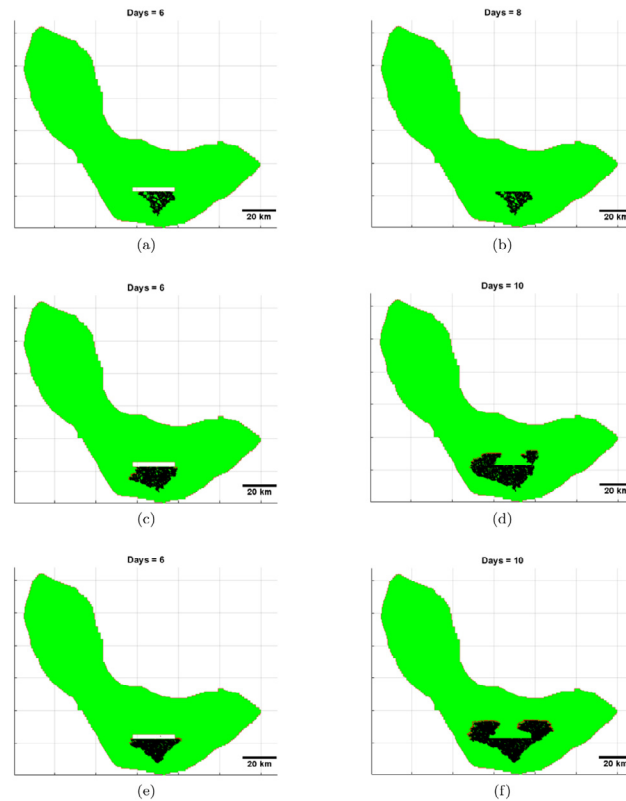 Days = 6
Days = 8
20 km
20 km
(a)
(b)
Days = 6
Days = 10
20 km
20 km
(c)
(d)
Days = 6
Days = 10
20 km
20 km
(e)
(f)